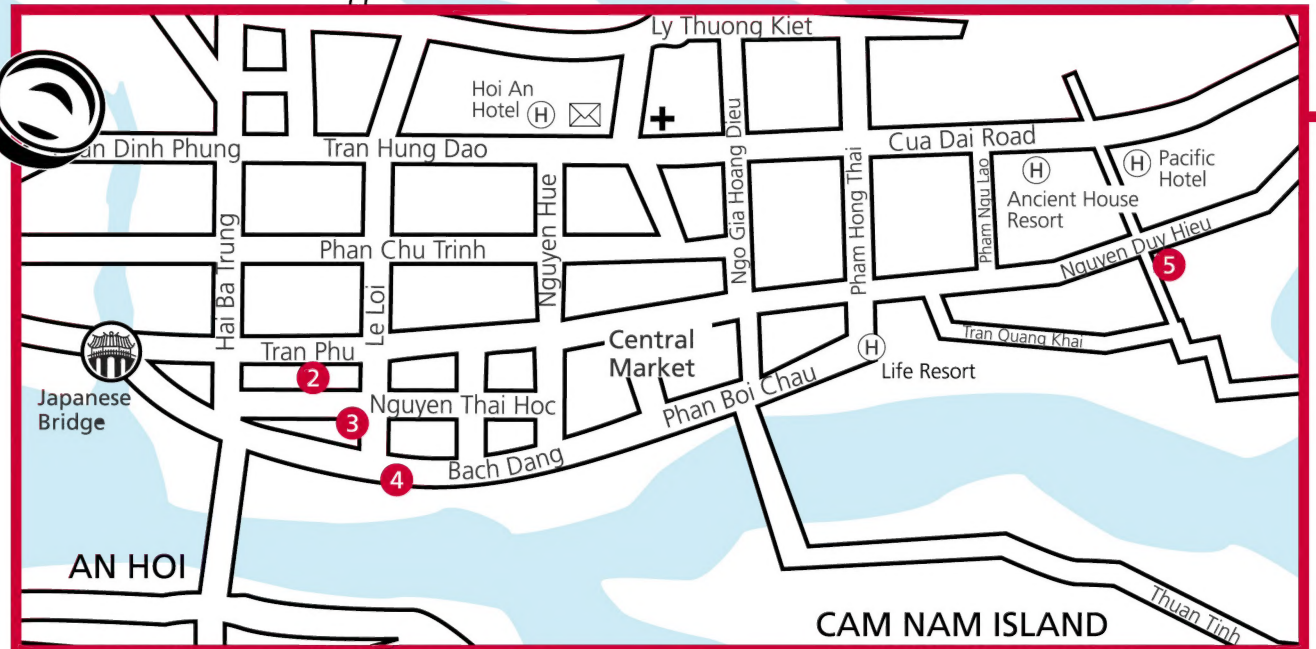 Ly Thuong Kiet
Hoi An
Hotel H
Dinh Phung
Tran Hung Dao
Cua Dai Road
H
Ancient House
Resort
H Pacific
Hotel
Hai Ba Trung
Le Loi
Nguyen Hue
Ngo Gia Hoang Dieu
Pham Hong Thai
Pham Ngu Lao
Phan Chu Trinh
Nguyen Duy Hieu
5
Tran Phu
2
Central
Market
Tran Quang Khai
H
Life Resort
Japanese
Bridge
Nguyen Thai Hoc
3
Phan Boi Chau
Bach Dang
4
AN HOI
CAM NAM ISLAND
Thuan Tinh